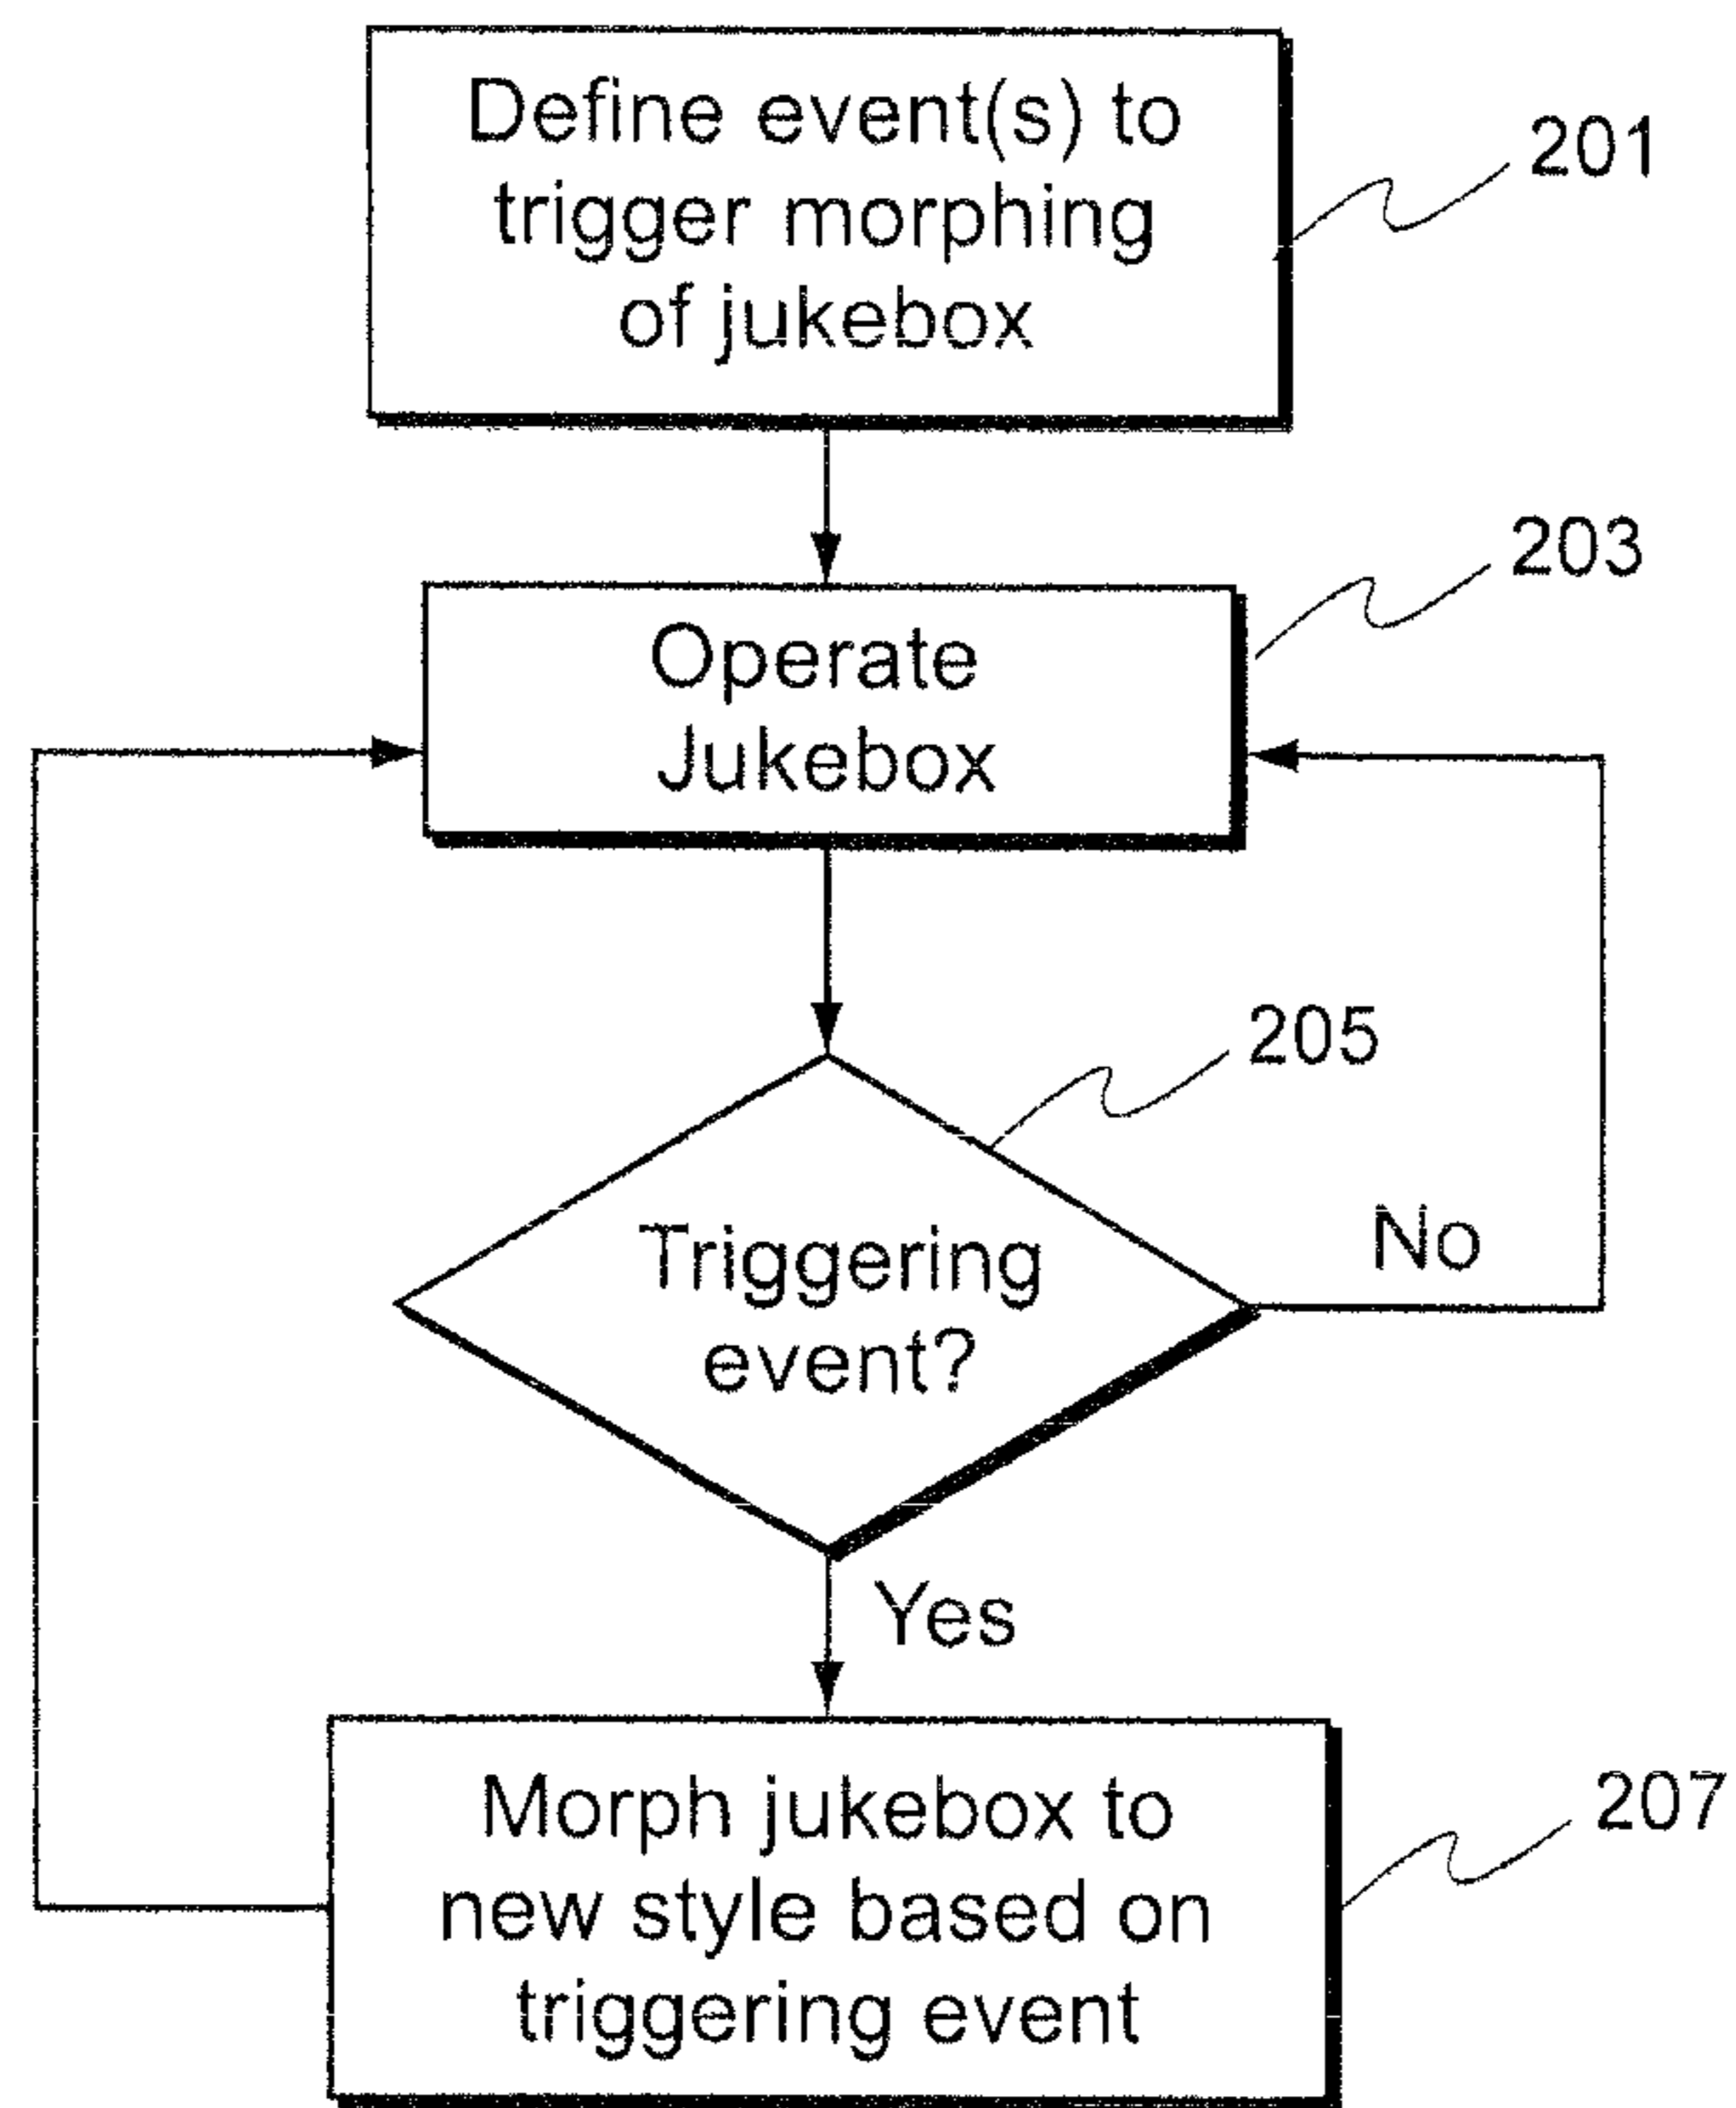 Define event(s) to
trigger morphing
of jukebox
201
203
Operate
Jukebox
205
Triggering
event?
No
Yes
Morph jukebox to
new style based on
triggering event
207